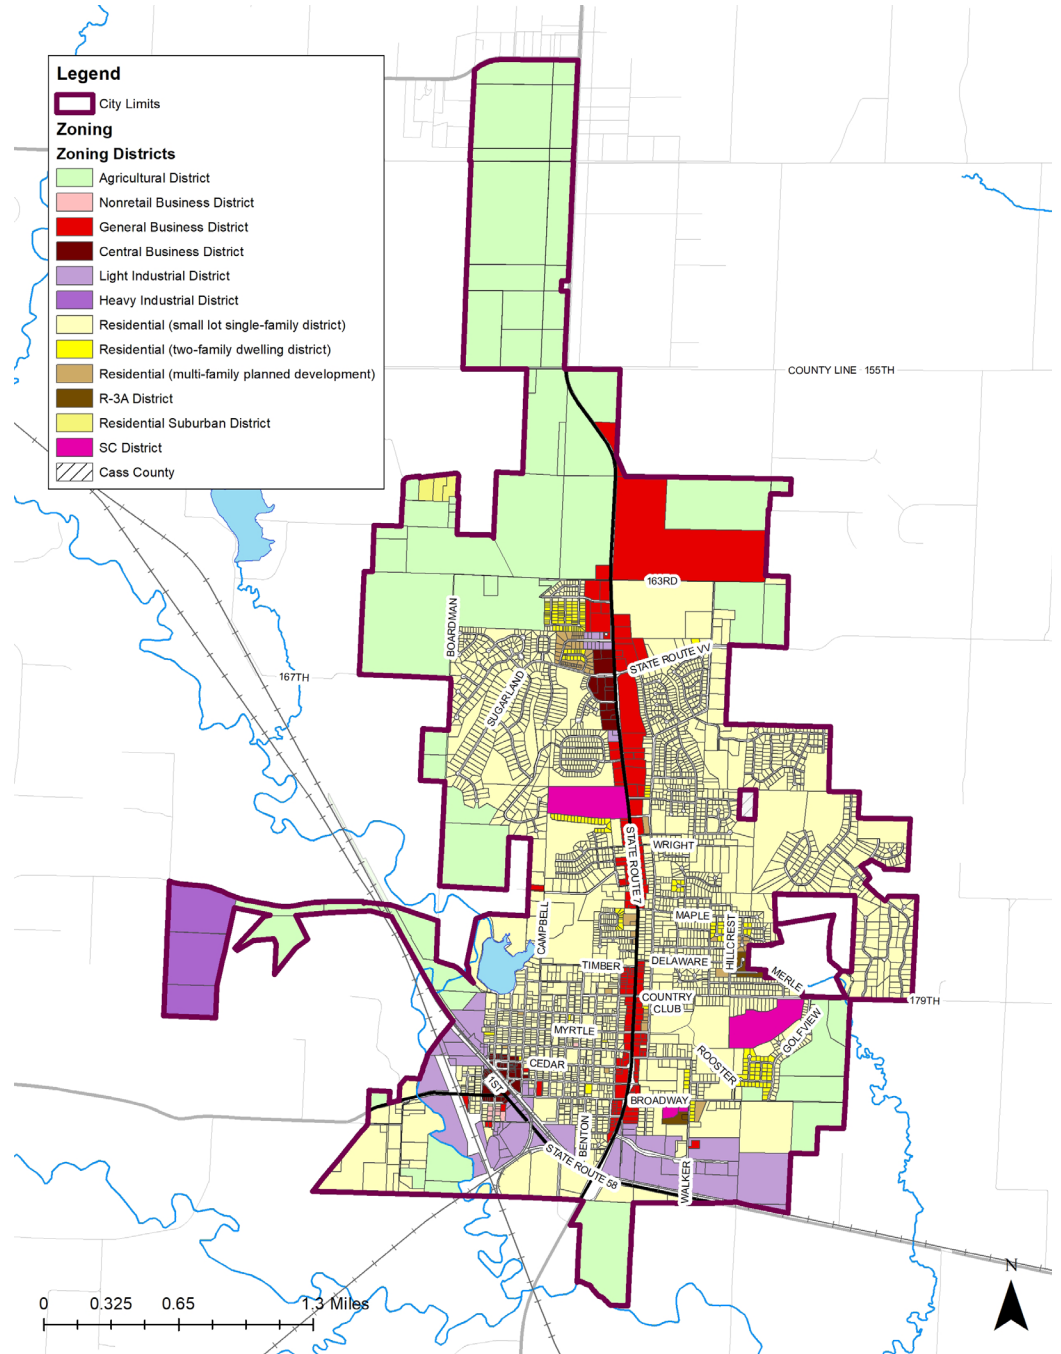 Legend
City Limits
Zoning
Zoning Districts
Agricultural District
Nonretail Business District
General Business District
Central Business District
Light Industrial District
Heavy Industrial District
Residential (small lot single-family district)
Residential (two-family dwelling district)
Residential (multi-family planned development)
R-3A District
Residential Suburban District
SC District
Cass County
COUNTY LINE 155TH
163RD
BOARDMAN
STATE ROUTE VV
167TH
SUGARLAND
STATE ROUTE 7
WRIGHT
MAPLE
CAMPBELL
HILLCREST
TIMBER
DELAWARE
MERLE
COUNTRY
CLUB
179TH
MYRTLE
GOLFVIEW
CEDAR
ROOSTER
1ST
BROADWAY
BENTON
STATE ROUTE 58
WALKER
N
0 0.325 0.65 1.3 Miles